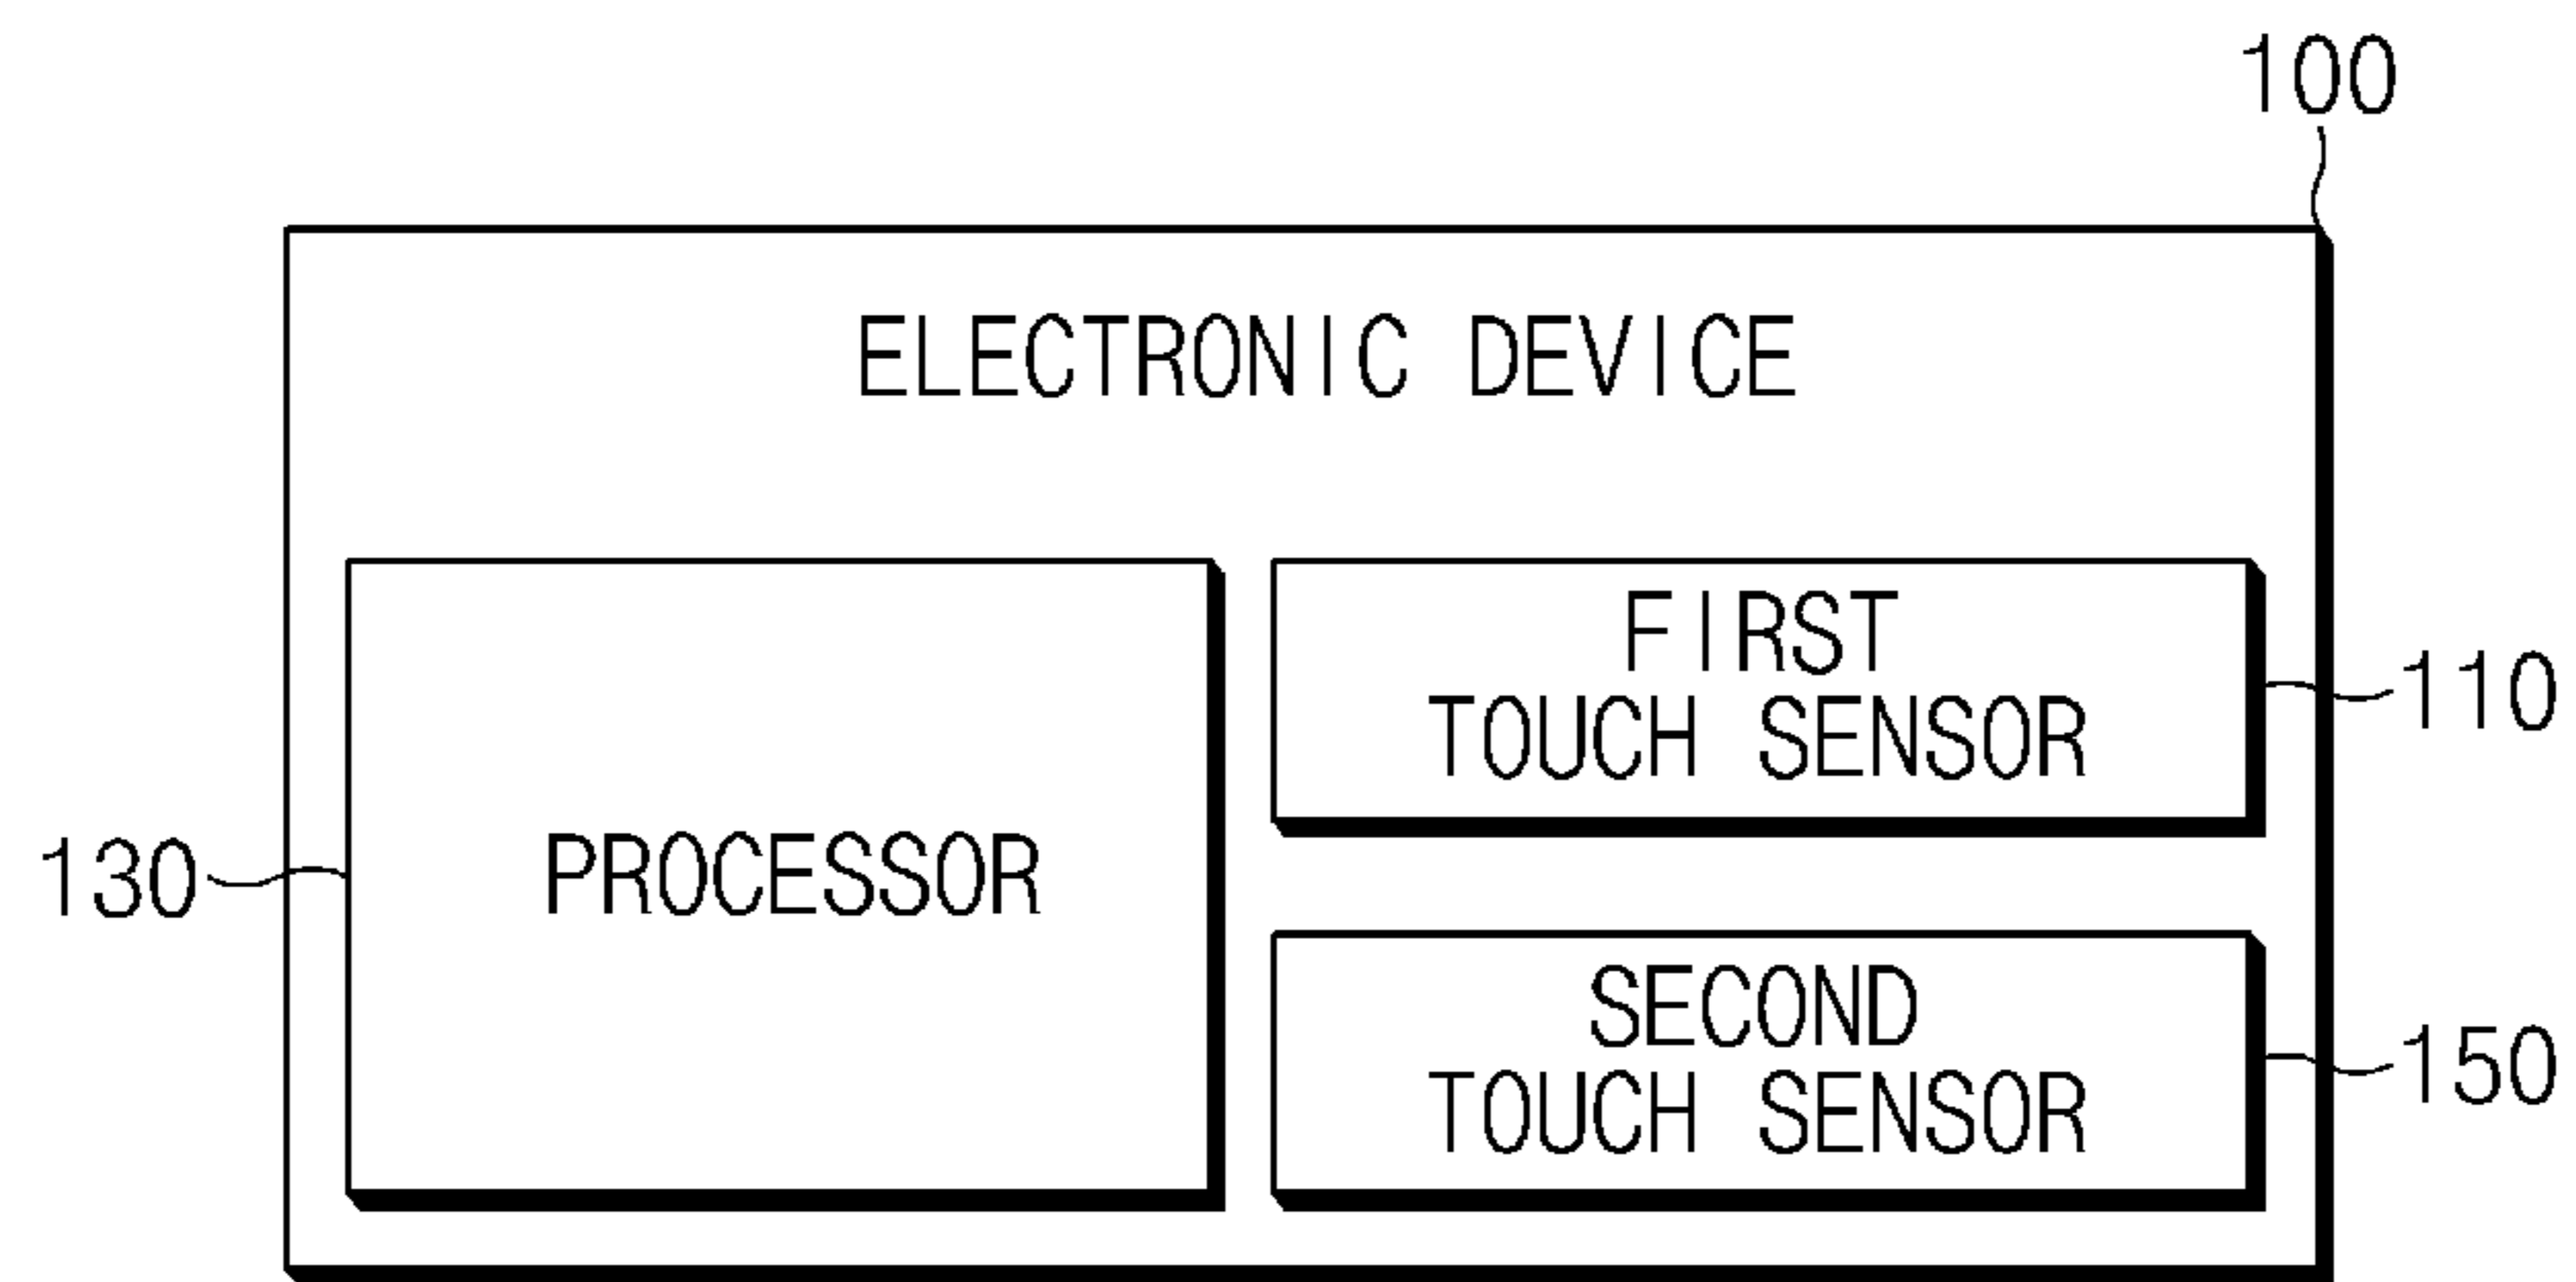 100
ELECTRONIC DEVICE
FIRST
TOUCH SENSOR
110
130
PROCESSOR
SECOND
TOUCH SENSOR
150